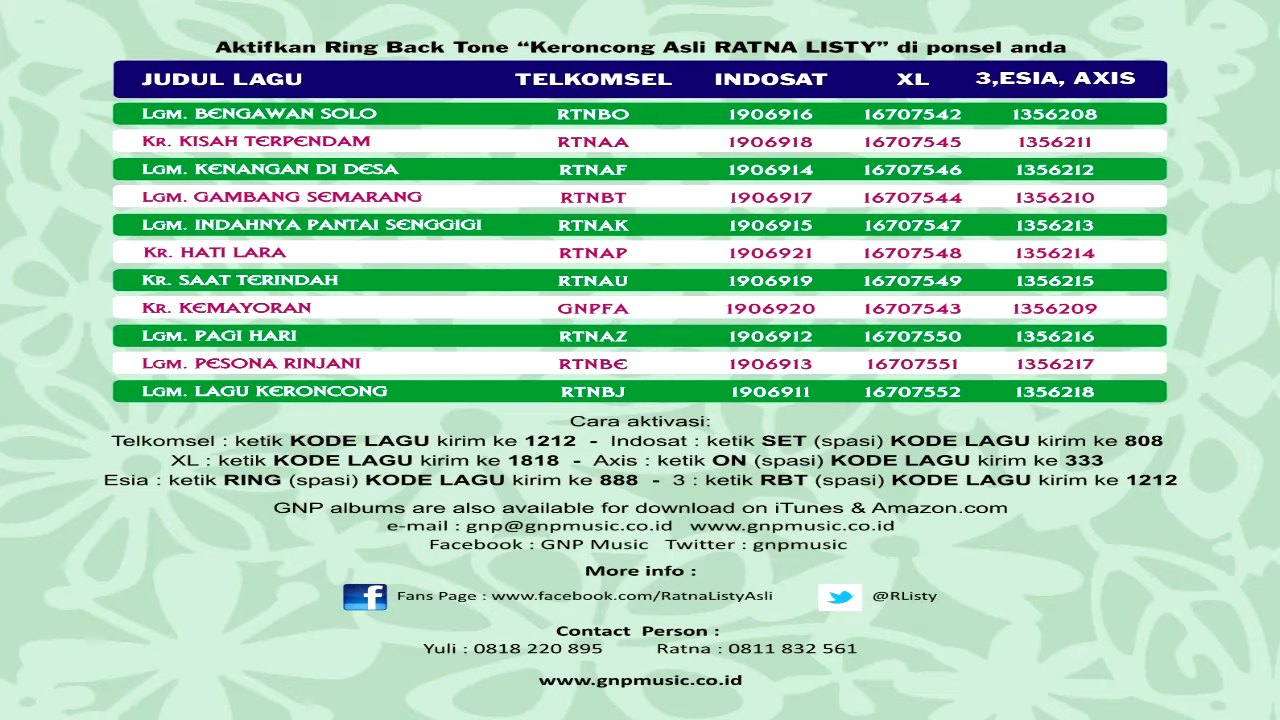 Aktifkan Ring Back Tone “Keroncong Asli RATNA LISTY” di ponsel anda
JUDUL LAGU TELKOMSEL INDOSAT XL 3,ESIA, AXIS
LGM. BENGAWAN SOLO RTNBO 1906916 16707542 1356208
KR. KISAH TERPENDAM RTNAA 1906918 16707545 1356211
LGM. KENANGAN DI DESA RTNAF 1906914 16707546 1356212
LGM. GAMBANG SEMARANG RTNBT 1906917 16707544 1356210
LGM. INDAHNYA PANTAI SENGGIGI RTNAK 1906915 16707547 1356213
KR. HATI LARA RTNAP 1906921 16707548 1356214
KR. SAAT TERINDAH RTNAU 1906919 16707549 1356215
KR. KEMAYORAN GNPFA 1906920 16707543 1356209
LGM. PAGI HARI RTNAZ 1906912 16707550 1356216
LGM. PESONA RINJANI RTNBE 1906913 16707551 1356217
LGM. LAGU KERONCONG RTNBJ 1906911 16707552 1356218
Cara aktivasi:
Telkomsel : ketik KODE LAGU kirim ke 1212 - Indosat : ketik SET (spasi) KODE LAGU kirim ke 808
XL : ketik KODE LAGU kirim ke 1818 - Axis : ketik ON (spasi) KODE LAGU kirim ke 333
Esia : ketik RING (spasi) KODE LAGU kirim ke 888 - 3 : ketik RBT (spasi) KODE LAGU kirim ke 1212
GNP albums are also available for download on iTunes & Amazon.com
e-mail : gnp@gnpmusic.co.id www.gnpmusic.co.id
Facebook : GNP Music Twitter : gnpmusic
More info :
f Fans Page : www.facebook.com/RatnaListyAsli @RListy
Contact Person :
Yuli : 0818 220 895 Ratna : 0811 832 561
www.gnpmusic.co.id